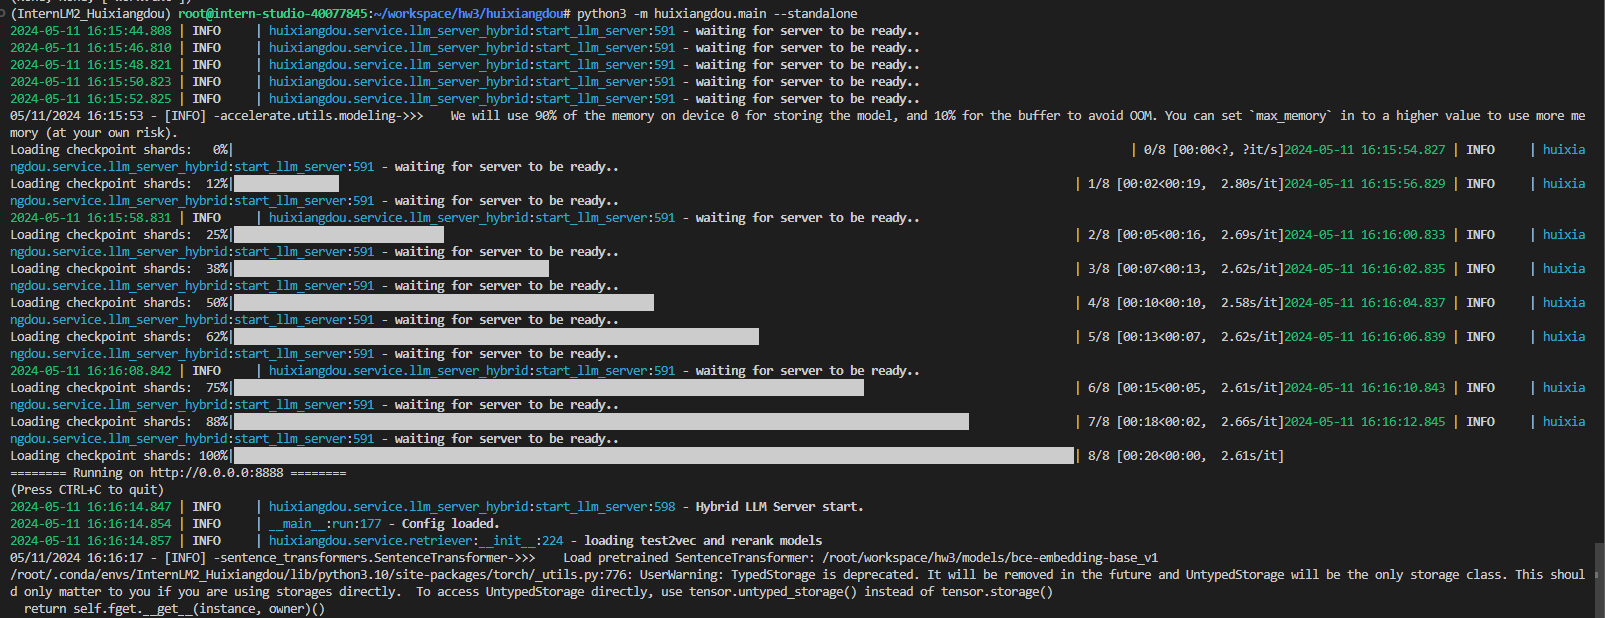 (InternLM2_Huixiangdou) root@intern-studio-40077845:~/workspace/hw3/huixiangdou# python3 -m huixiangdou.main --standalone
2024-05-11 16:15:44.808 | INFO     | huixiangdou.service.llm_server_hybrid:start_llm_server:591 - waiting for server to be ready..
2024-05-11 16:15:46.810 | INFO     | huixiangdou.service.llm_server_hybrid:start_llm_server:591 - waiting for server to be ready..
2024-05-11 16:15:48.821 | INFO     | huixiangdou.service.llm_server_hybrid:start_llm_server:591 - waiting for server to be ready..
2024-05-11 16:15:50.823 | INFO     | huixiangdou.service.llm_server_hybrid:start_llm_server:591 - waiting for server to be ready..
2024-05-11 16:15:52.825 | INFO     | huixiangdou.service.llm_server_hybrid:start_llm_server:591 - waiting for server to be ready..
05/11/2024 16:15:53 - [INFO] -accelerate.utils.modeling->>>    We will use 90% of the memory on device 0 for storing the model, and 10% for the buffer to avoid OOM. You can set `max_memory` in to a higher value to use more me
mory (at your own risk).
Loading checkpoint shards:   0%| | 0/8 [00:00<?, ?it/s]2024-05-11 16:15:54.827 | INFO     | huixia
ngdou.service.llm_server_hybrid:start_llm_server:591 - waiting for server to be ready..
Loading checkpoint shards:  12%| | 1/8 [00:02<00:19,  2.80s/it]2024-05-11 16:15:56.829 | INFO     | huixia
ngdou.service.llm_server_hybrid:start_llm_server:591 - waiting for server to be ready..
2024-05-11 16:15:58.831 | INFO     | huixiangdou.service.llm_server_hybrid:start_llm_server:591 - waiting for server to be ready..
Loading checkpoint shards:  25%| | 2/8 [00:05<00:16,  2.69s/it]2024-05-11 16:16:00.833 | INFO     | huixia
ngdou.service.llm_server_hybrid:start_llm_server:591 - waiting for server to be ready..
Loading checkpoint shards:  38%| | 3/8 [00:07<00:13,  2.62s/it]2024-05-11 16:16:02.835 | INFO     | huixia
ngdou.service.llm_server_hybrid:start_llm_server:591 - waiting for server to be ready..
Loading checkpoint shards:  50%| | 4/8 [00:10<00:10,  2.58s/it]2024-05-11 16:16:04.837 | INFO     | huixia
ngdou.service.llm_server_hybrid:start_llm_server:591 - waiting for server to be ready..
Loading checkpoint shards:  62%| | 5/8 [00:13<00:07,  2.62s/it]2024-05-11 16:16:06.839 | INFO     | huixia
ngdou.service.llm_server_hybrid:start_llm_server:591 - waiting for server to be ready..
2024-05-11 16:16:08.842 | INFO     | huixiangdou.service.llm_server_hybrid:start_llm_server:591 - waiting for server to be ready..
Loading checkpoint shards:  75%| | 6/8 [00:15<00:05,  2.61s/it]2024-05-11 16:16:10.843 | INFO     | huixia
ngdou.service.llm_server_hybrid:start_llm_server:591 - waiting for server to be ready..
Loading checkpoint shards:  88%| | 7/8 [00:18<00:02,  2.66s/it]2024-05-11 16:16:12.845 | INFO     | huixia
ngdou.service.llm_server_hybrid:start_llm_server:591 - waiting for server to be ready..
Loading checkpoint shards: 100%| | 8/8 [00:20<00:00,  2.61s/it]
======== Running on http://0.0.0.0:8888 ========
(Press CTRL+C to quit)
2024-05-11 16:16:14.847 | INFO     | huixiangdou.service.llm_server_hybrid:start_llm_server:598 - Hybrid LLM Server start.
2024-05-11 16:16:14.854 | INFO     | __main__:run:177 - Config loaded.
2024-05-11 16:16:14.857 | INFO     | huixiangdou.service.retriever:__init__:224 - loading test2vec and rerank models
05/11/2024 16:16:17 - [INFO] -sentence_transformers.SentenceTransformer->>>    Load pretrained SentenceTransformer: /root/workspace/hw3/models/bce-embedding-base_v1
/root/.conda/envs/InternLM2_Huixiangdou/lib/python3.10/site-packages/torch/_utils.py:776: UserWarning: TypedStorage is deprecated. It will be removed in the future and UntypedStorage will be the only storage class. This shoul
d only matter to you if you are using storages directly.  To access UntypedStorage directly, use tensor.untyped_storage() instead of tensor.storage()
  return self.fget.__get__(instance, owner)()